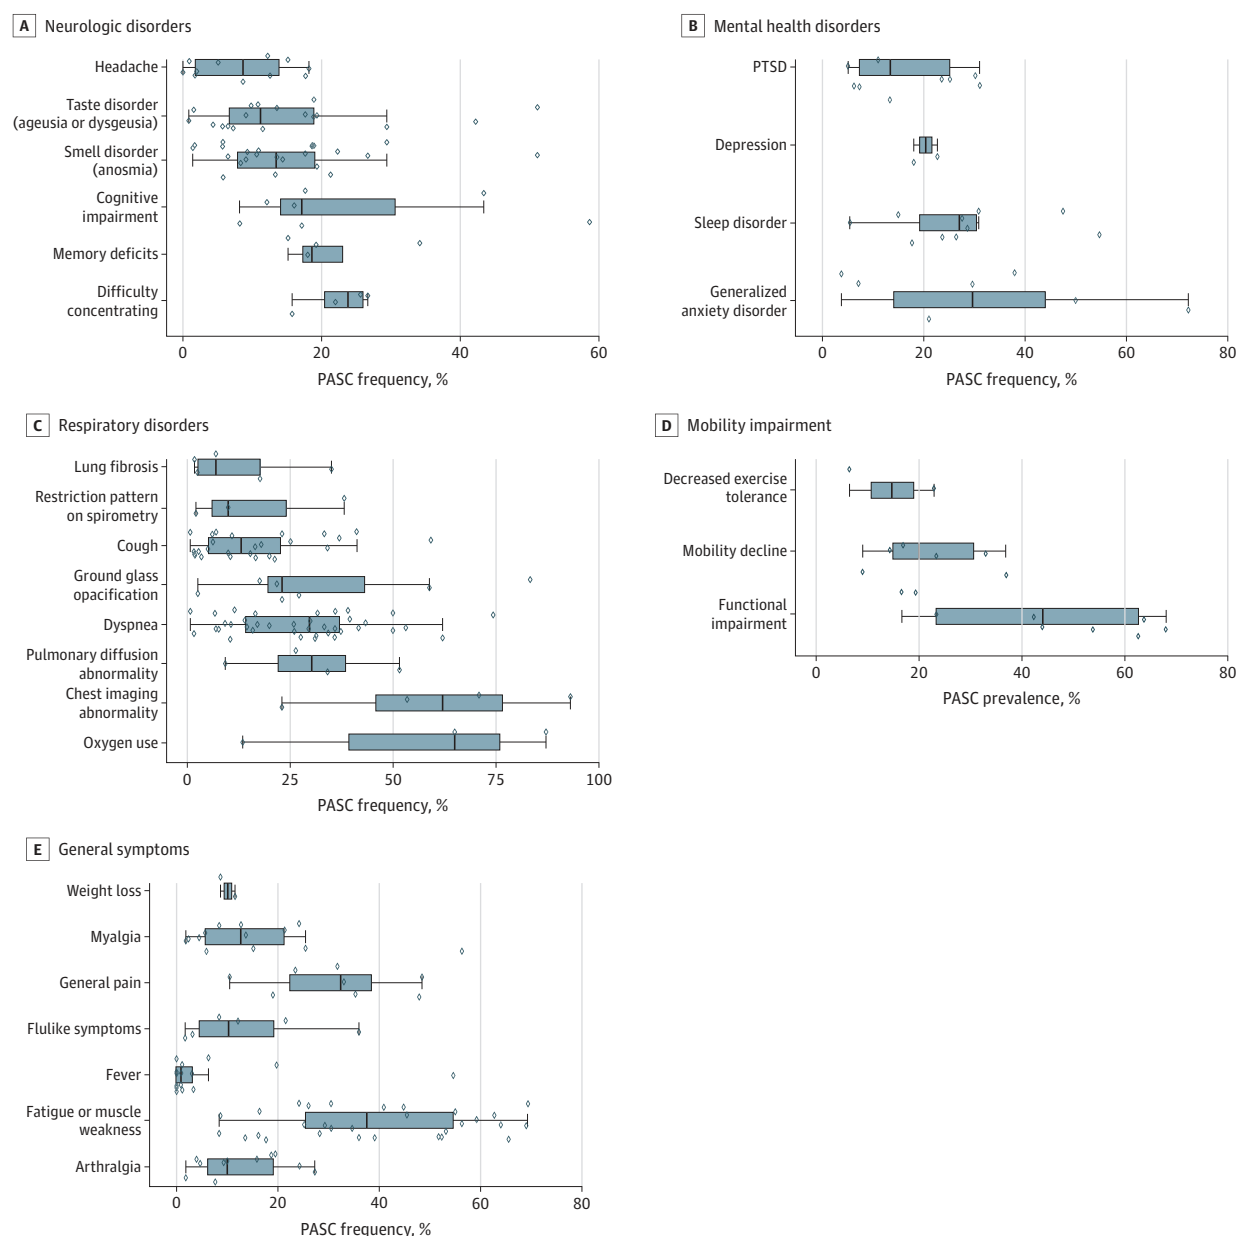 A Neurologic disorders
Headache
Taste disorder
(ageusia or dysgeusia)
Smell disorder
(anosmia)
Cognitive
impairment
Memory deficits
Difficulty
concentrating
0 20 40 60
PASC frequency, %
B Mental health disorders
PTSD
Depression
Sleep disorder
Generalized
anxiety disorder
0 20 40 60 80
PASC frequency, %
C Respiratory disorders
Lung fibrosis
Restriction pattern
on spirometry
Cough
Ground glass
opacification
Dyspnea
Pulmonary diffusion
abnormality
Chest imaging
abnormality
Oxygen use
0 25 50 75 100
PASC frequency, %
D Mobility impairment
Decreased exercise
tolerance
Mobility decline
Functional
impairment
0 20 40 60 80
PASC prevalence, %
E General symptoms
Weight loss
Myalgia
General pain
Flulike symptoms
Fever
Fatigue or muscle
weakness
Arthralgia
0 20 40 60 80
PASC frequency, %